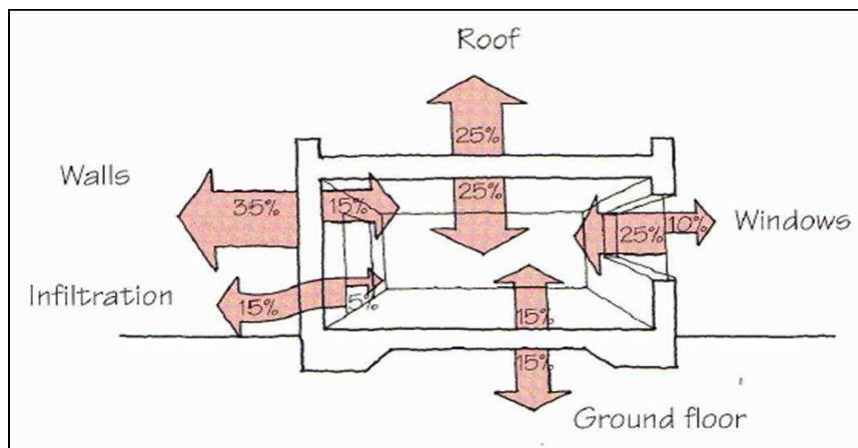 Roof
25%
25%
Walls
35%
15%
25%
10%
Windows
Infiltration
15%
5%
15%
15%
Ground floor